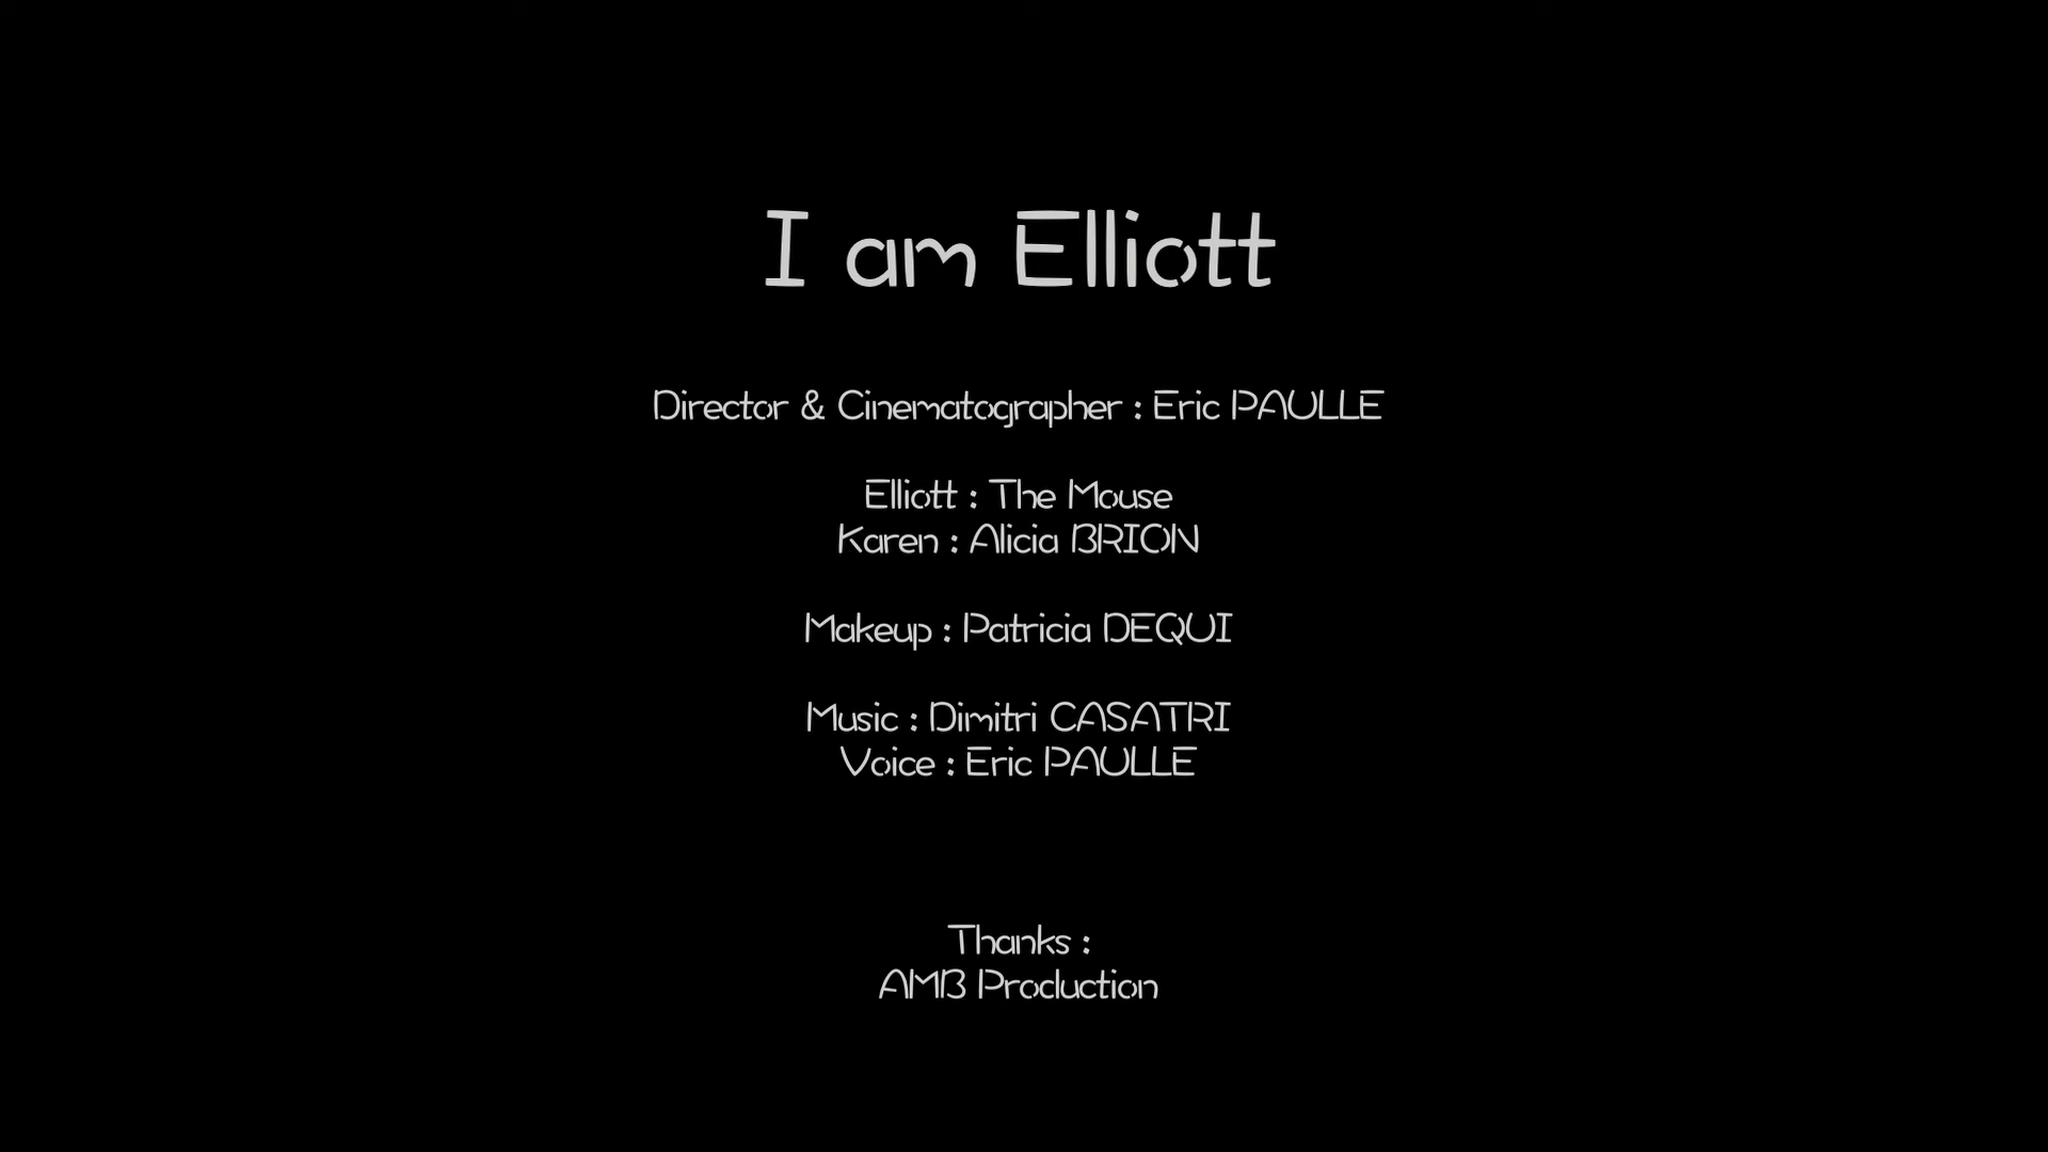 I am Elliott
Director & Cinematographer : Eric PAULLE
Elliott : The Mouse
Karen : Alicia BRION
Makeup : Patricia DEQUI
Music : Dimitri CASATRI
Voice : Eric PAULLE
Thanks :
AMB Production